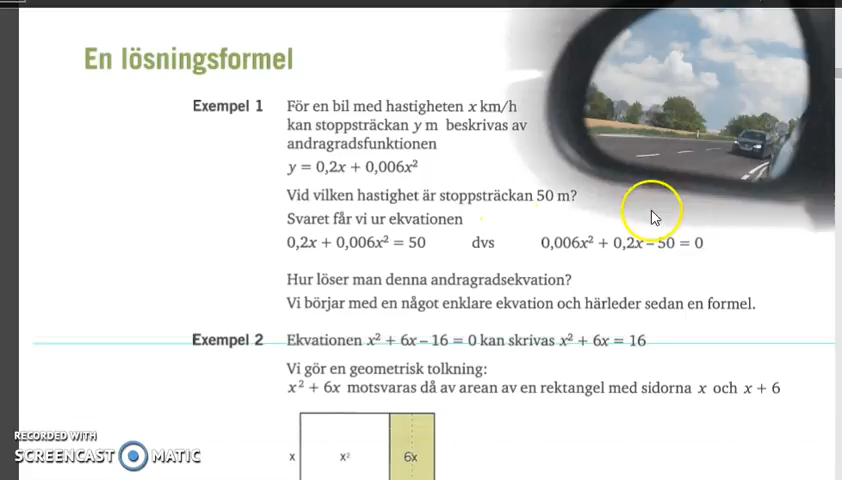 En lösningsformel
Exempel 1 För en bil med hastigheten x km/h
kan stoppsträckan y m beskrivas av
andragradsfunktionen
y = 0,2x + 0,006x²
Vid vilken hastighet är stoppsträckan 50 m?
Svaret får vi ur ekvationen
0,2x + 0,006x² = 50 dvs 0,006x² + 0,2x – 50 = 0
Hur löser man denna andragradsekvation?
Vi börjar med en något enklare ekvation och härleder sedan en formel.
Exempel 2 Ekvationen x² + 6x – 16 = 0 kan skrivas x² + 6x = 16
Vi gör en geometrisk tolkning:
x² + 6x motsvaras då av arean av en rektangel med sidorna x och x + 6
x x² 6x
RECORDED WITH
SCREENCAST MATIC